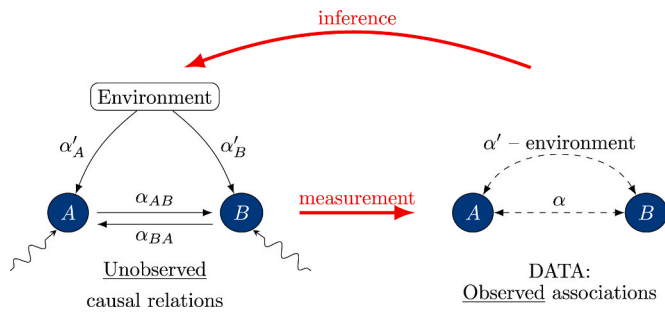 inference
Environment
α′_A
α′_B
α′ – environment
A
α_AB
B
measurement
A
α
B
α_BA
Unobserved
causal relations
DATA:
Observed associations